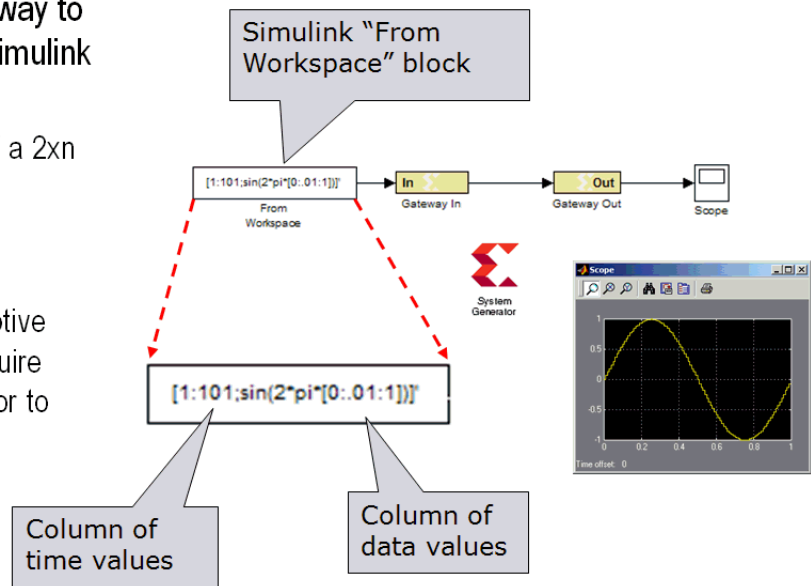 way to
imulink
a 2xn
otive
uire
or to
Simulink “From
Workspace” block
[1:101;sin(2*pi*[0:.01:1])]'
From
Workspace
In
Gateway In
Out
Gateway Out
Scope
System
Generator
[1:101;sin(2*pi*[0:.01:1])]'
Column of
time values
Column of
data values
Scope
1
0.5
0
-0.5
-1
0
0.2
0.4
0.6
0.8
1
Time offset: 0